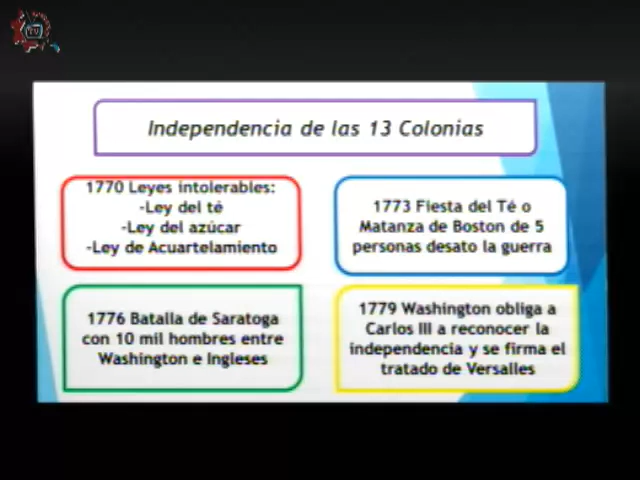 TV
Independencia de las 13 Colonias
1770 Leyes intolerables:
-Ley del té
-Ley del azúcar
-Ley de Acuartelamiento
1773 Fiesta del Té o
Matanza de Boston de 5
personas desato la guerra
1776 Batalla de Saratoga
con 10 mil hombres entre
Washington e Ingleses
1779 Washington obliga a
Carlos III a reconocer la
independencia y se firma el
tratado de Versalles